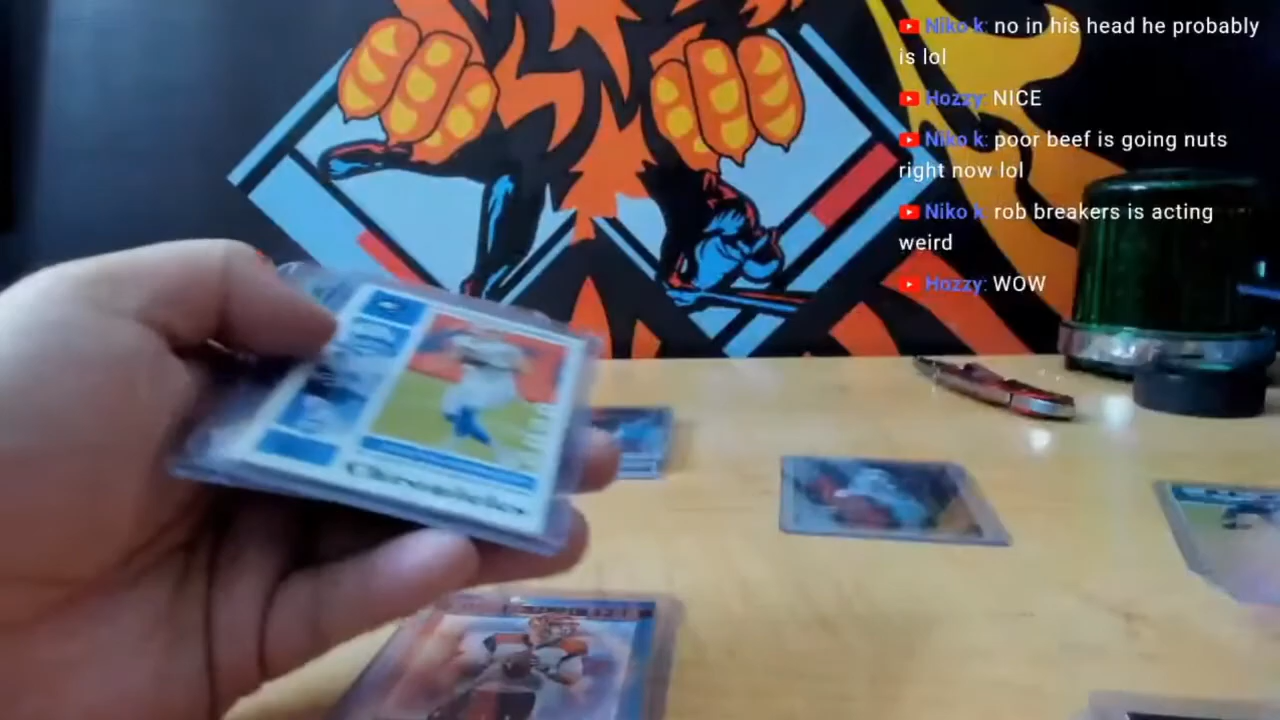 Niko k: no in his head he probably
is lol
Hozzy: NICE
Niko k: poor beef is going nuts
right now lol
Niko k: rob breakers is acting
weird
Hozzy: WOW
Chronicles